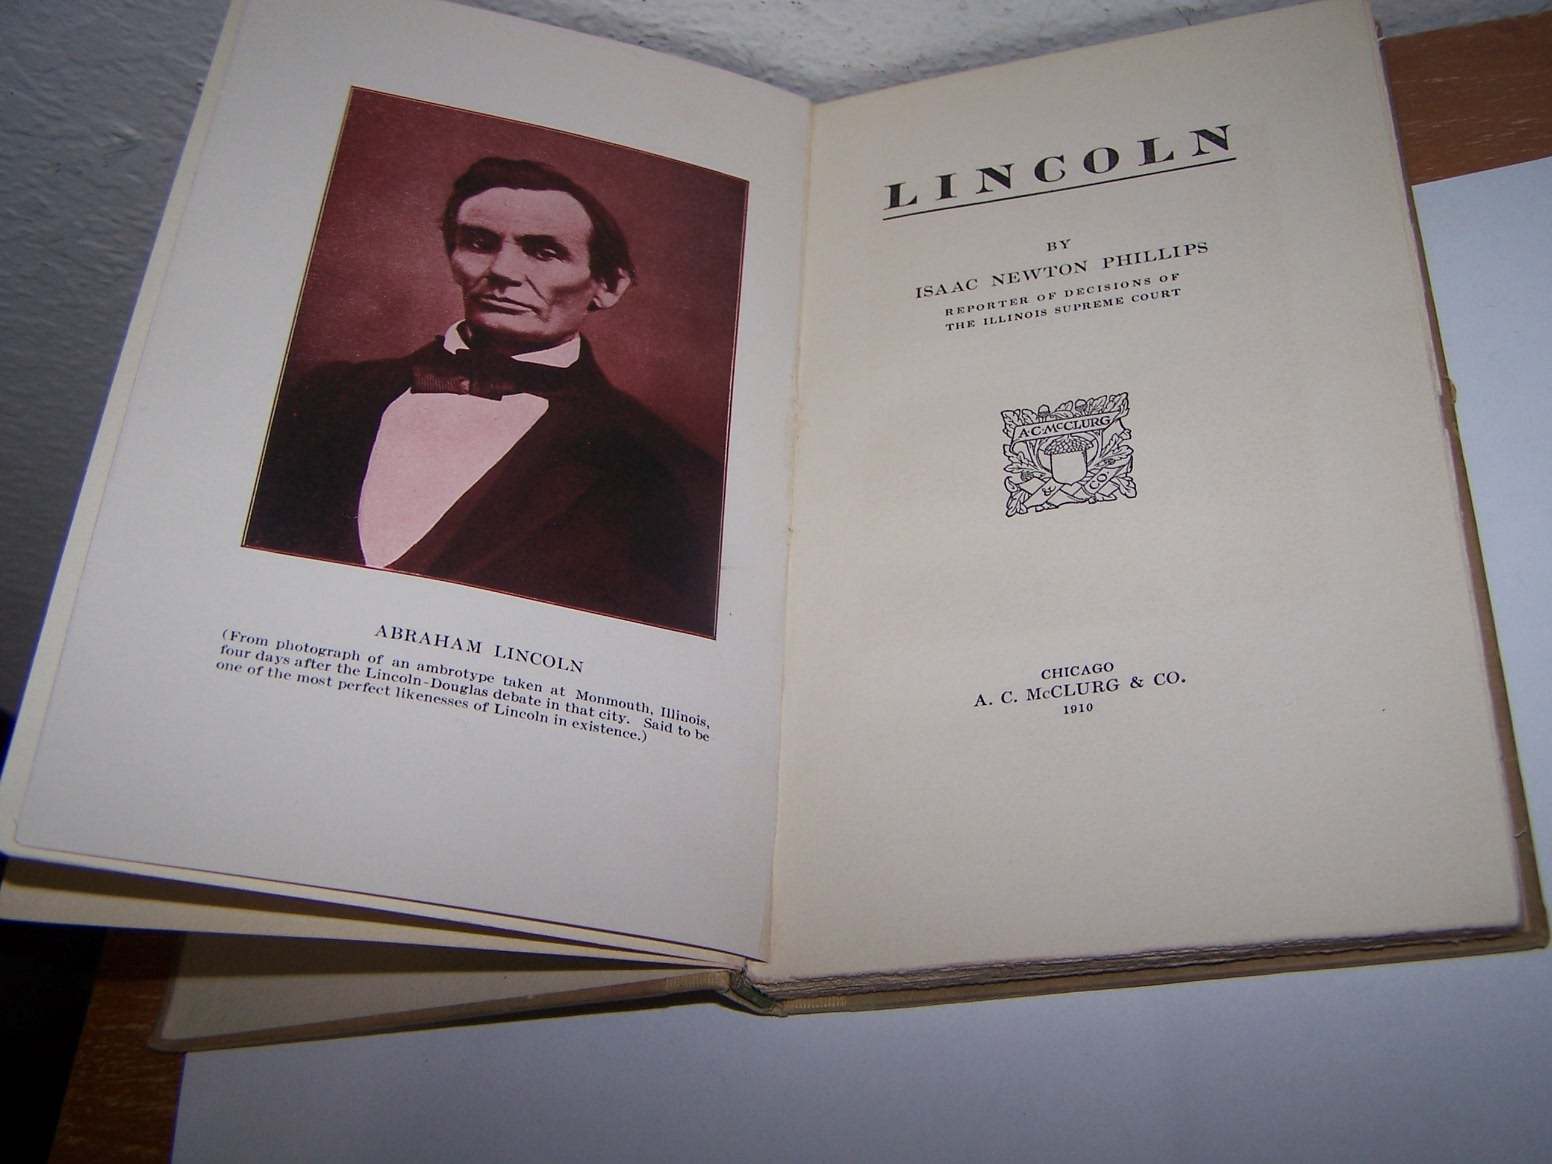 ABRAHAM LINCOLN
(From photograph of an ambrotype taken at Monmouth, Illinois,
four days after the Lincoln-Douglas debate in that city. Said to be
one of the most perfect likenesses of Lincoln in existence.)
LINCOLN
BY
ISAAC NEWTON PHILLIPS
REPORTER OF DECISIONS OF
THE ILLINOIS SUPREME COURT
A·C·McCLURG
& CO
CHICAGO
A. C. McCLURG & CO.
1910